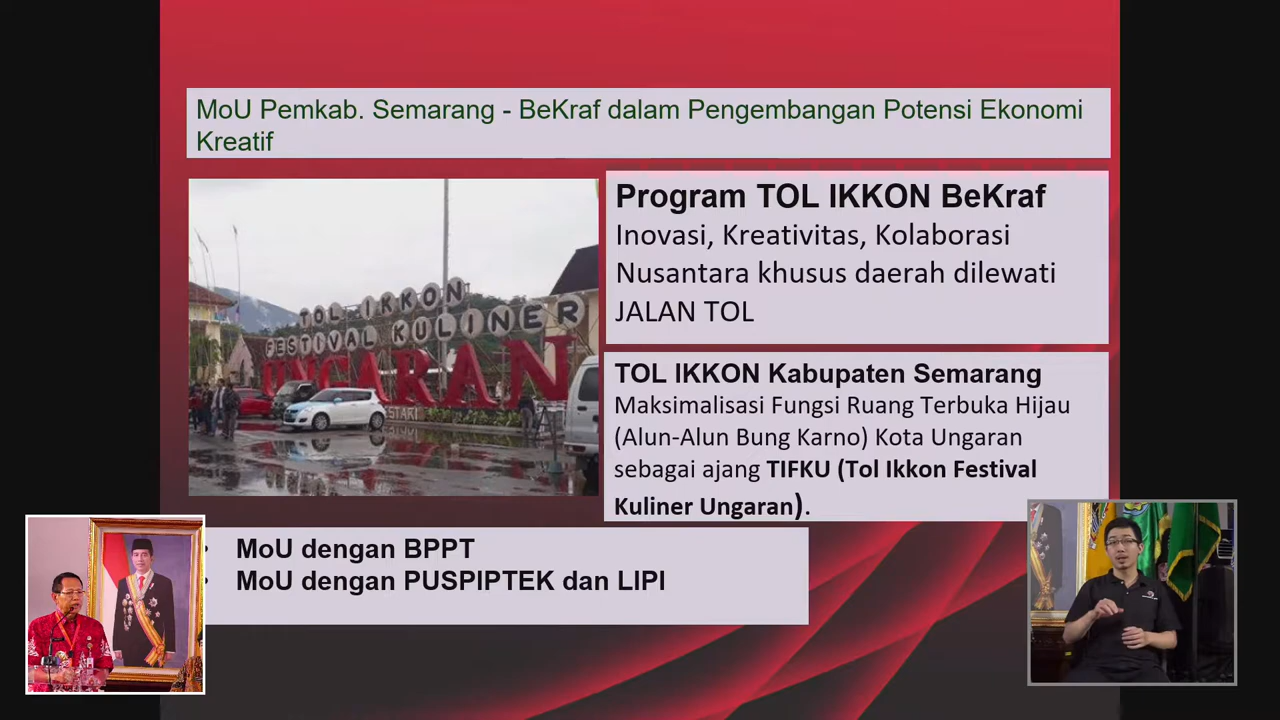 MoU Pemkab. Semarang - BeKraf dalam Pengembangan Potensi Ekonomi
Kreatif
TOL IKKON
FESTIVAL KULINER
UNGARAN
Program TOL IKKON BeKraf
Inovasi, Kreativitas, Kolaborasi
Nusantara khusus daerah dilewati
JALAN TOL
TOL IKKON Kabupaten Semarang
Maksimalisasi Fungsi Ruang Terbuka Hijau
(Alun-Alun Bung Karno) Kota Ungaran
sebagai ajang TIFKU (Tol Ikkon Festival
Kuliner Ungaran).
• MoU dengan BPPT
• MoU dengan PUSPIPTEK dan LIPI